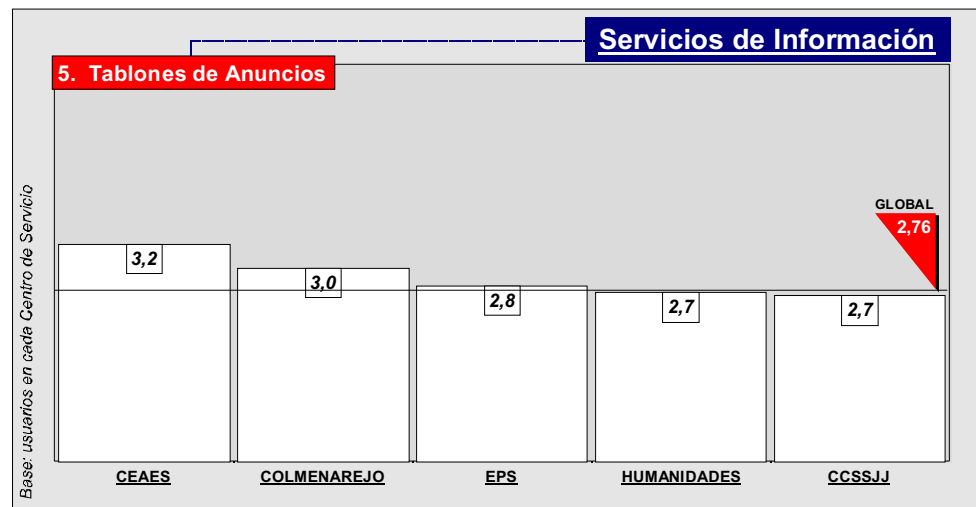 Servicios de Información
5. Tablones de Anuncios
Base: usuarios en cada Centro de Servicio
GLOBAL
2,76
3,2
3,0
2,8
2,7
2,7
CEAES
COLMENAREJO
EPS
HUMANIDADES
CCSSJJ